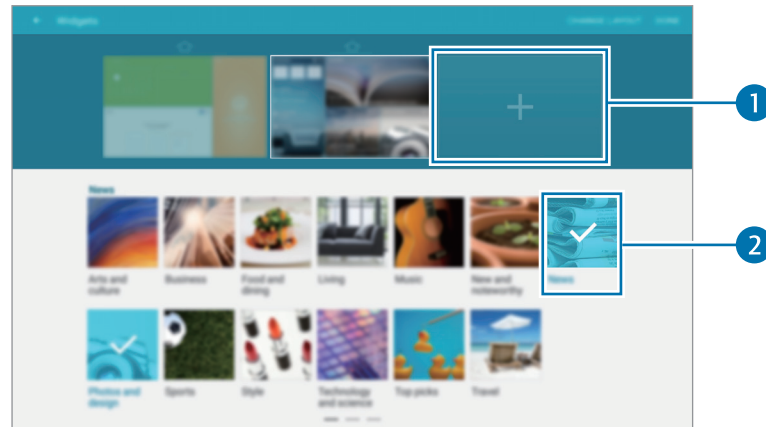 Widgets
CHANGE LAYOUT DONE
1
News
2
Arts and
culture
Business
Food and
dining
Living
Music
New and
noteworthy
News
Photos and
design
Sports
Style
Technology
and science
Top picks
Travel